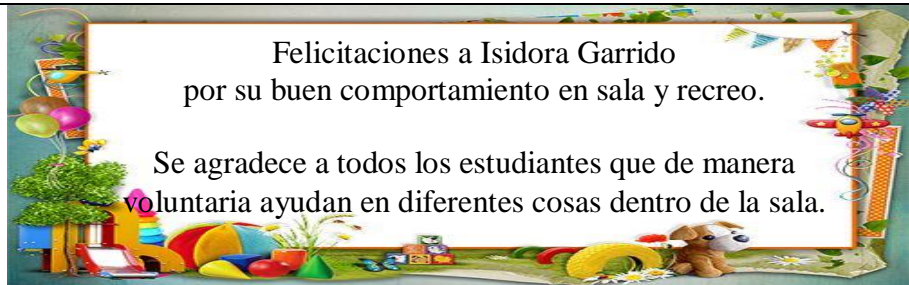 Felicitaciones a Isidora Garrido
por su buen comportamiento en sala y recreo.
Se agradece a todos los estudiantes que de manera
voluntaria ayudan en diferentes cosas dentro de la sala.